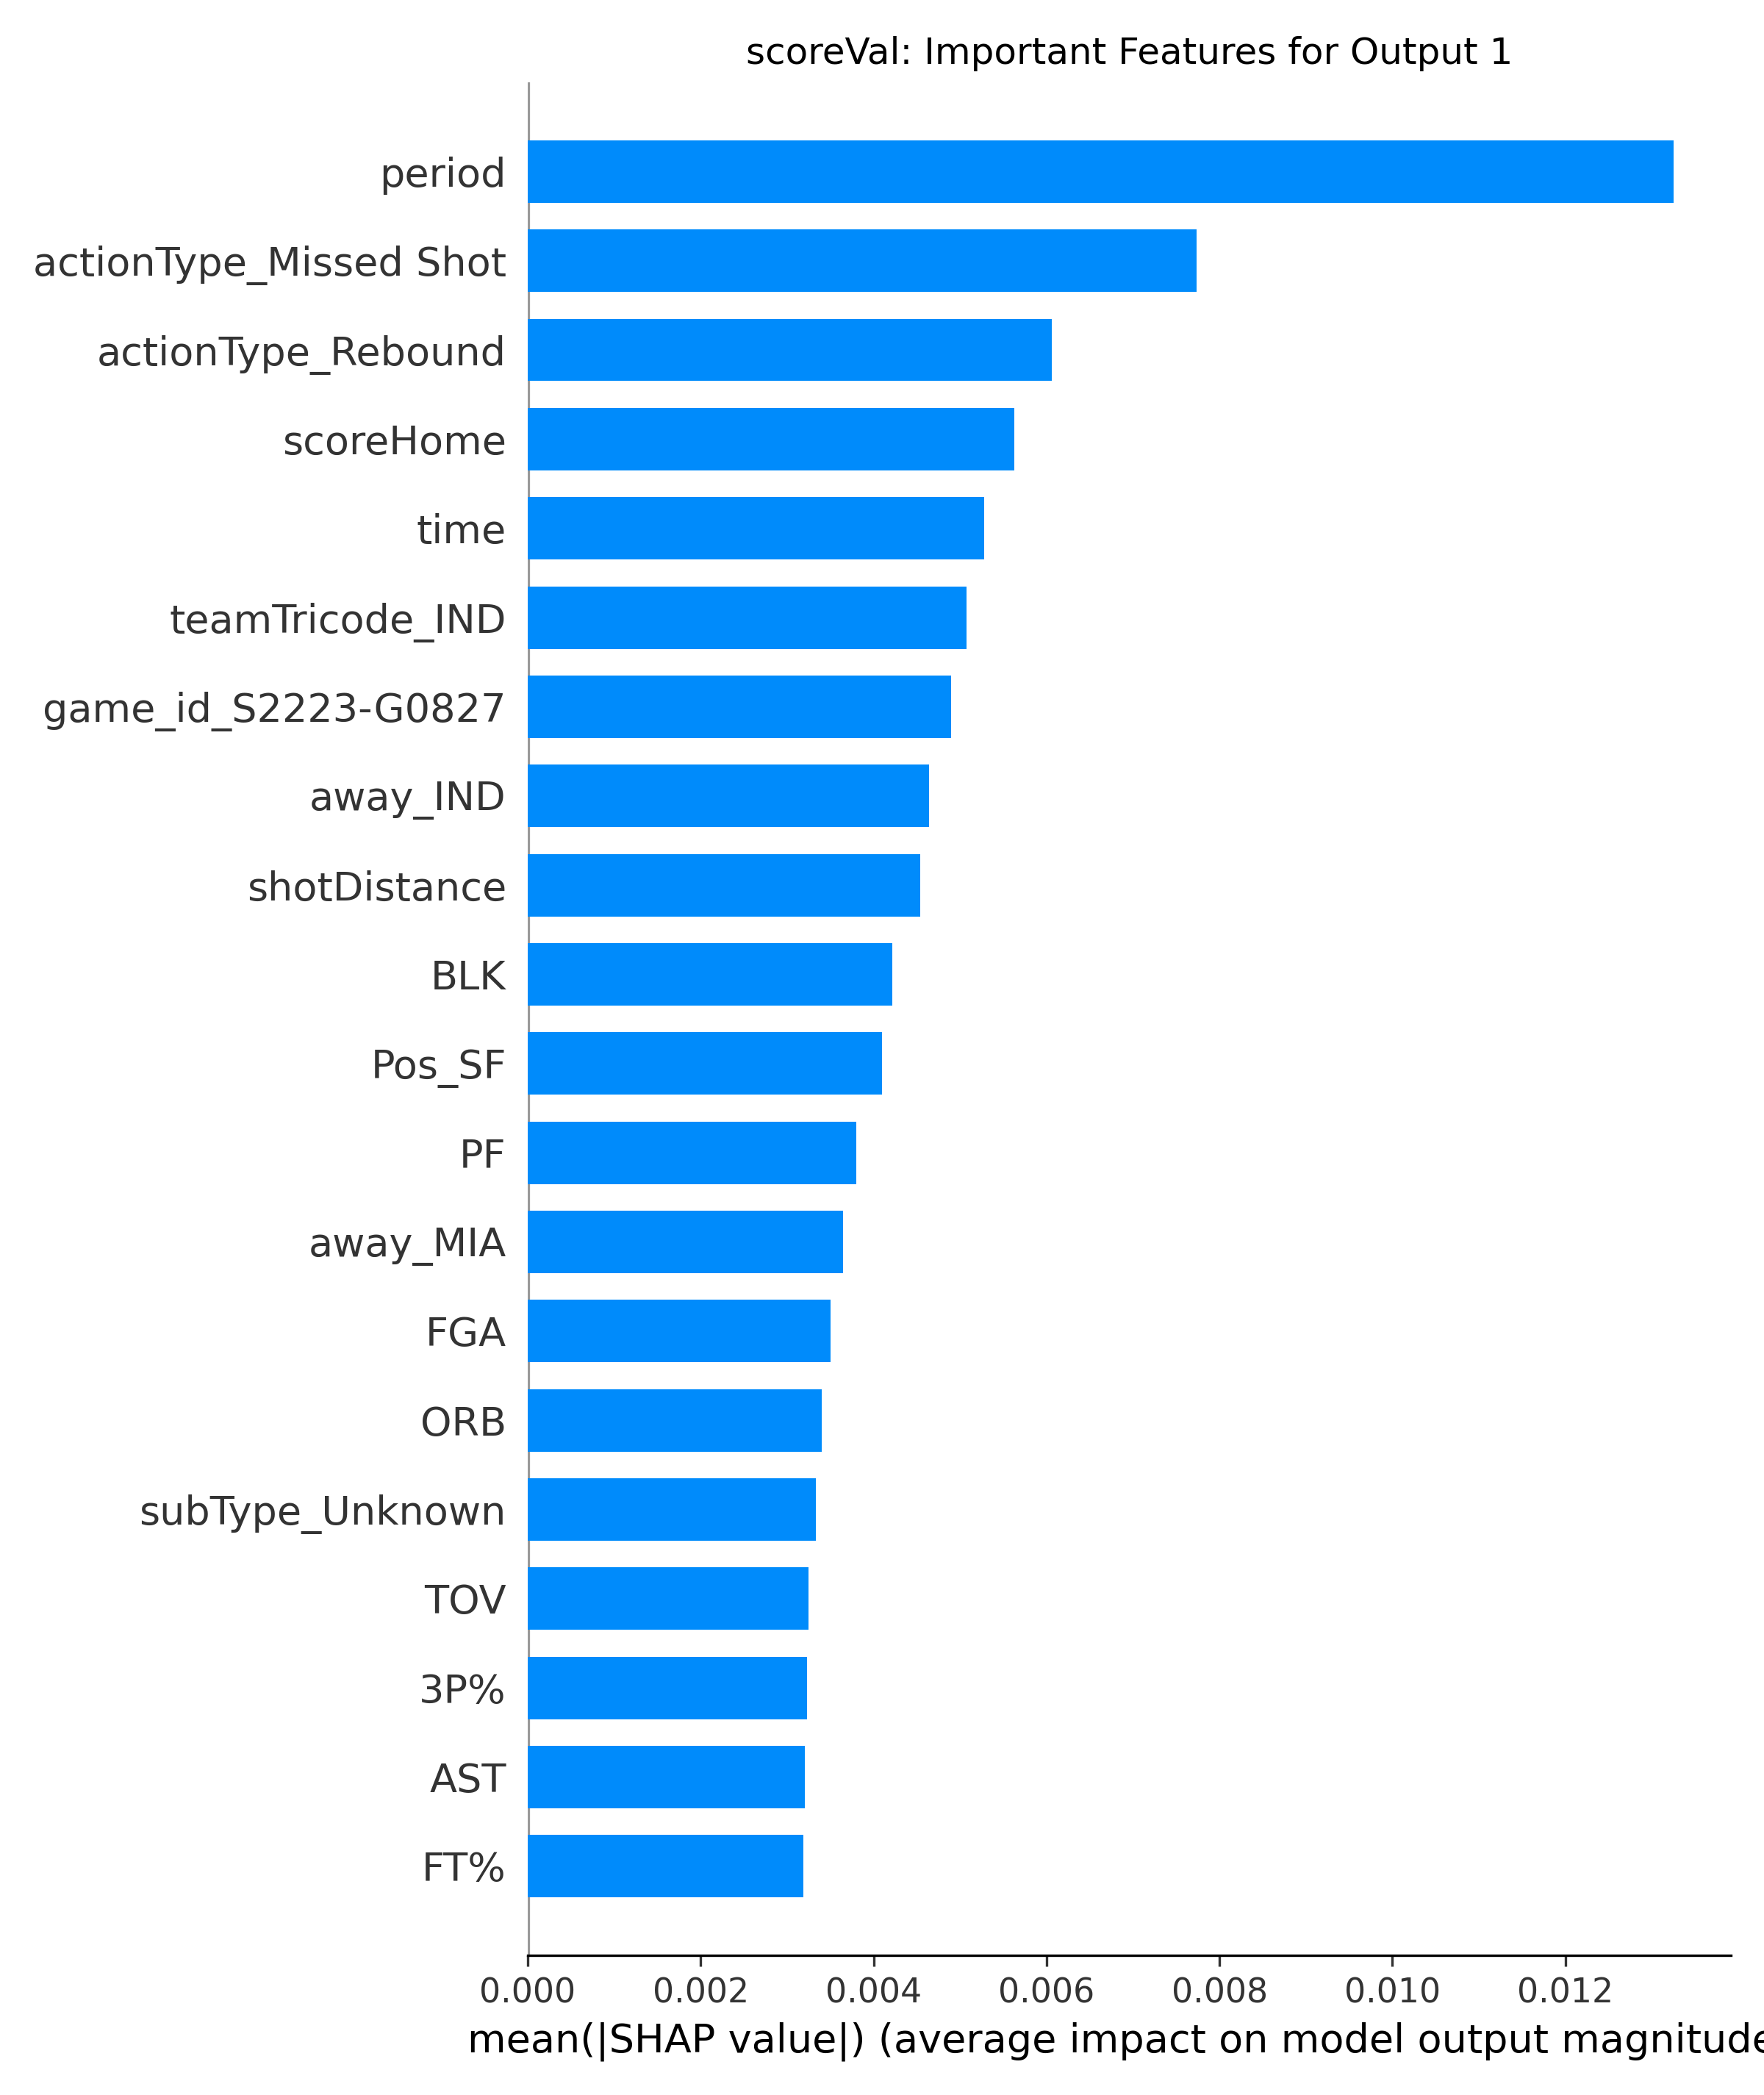 scoreVal: Important Features for Output 1
period
actionType_Missed Shot
actionType_Rebound
scoreHome
time
teamTricode_IND
game_id_S2223-G0827
away_IND
shotDistance
BLK
Pos_SF
PF
away_MIA
FGA
ORB
subType_Unknown
TOV
3P%
AST
FT%
0.000 0.002 0.004 0.006 0.008 0.010 0.012
mean(|SHAP value|) (average impact on model output magnitude